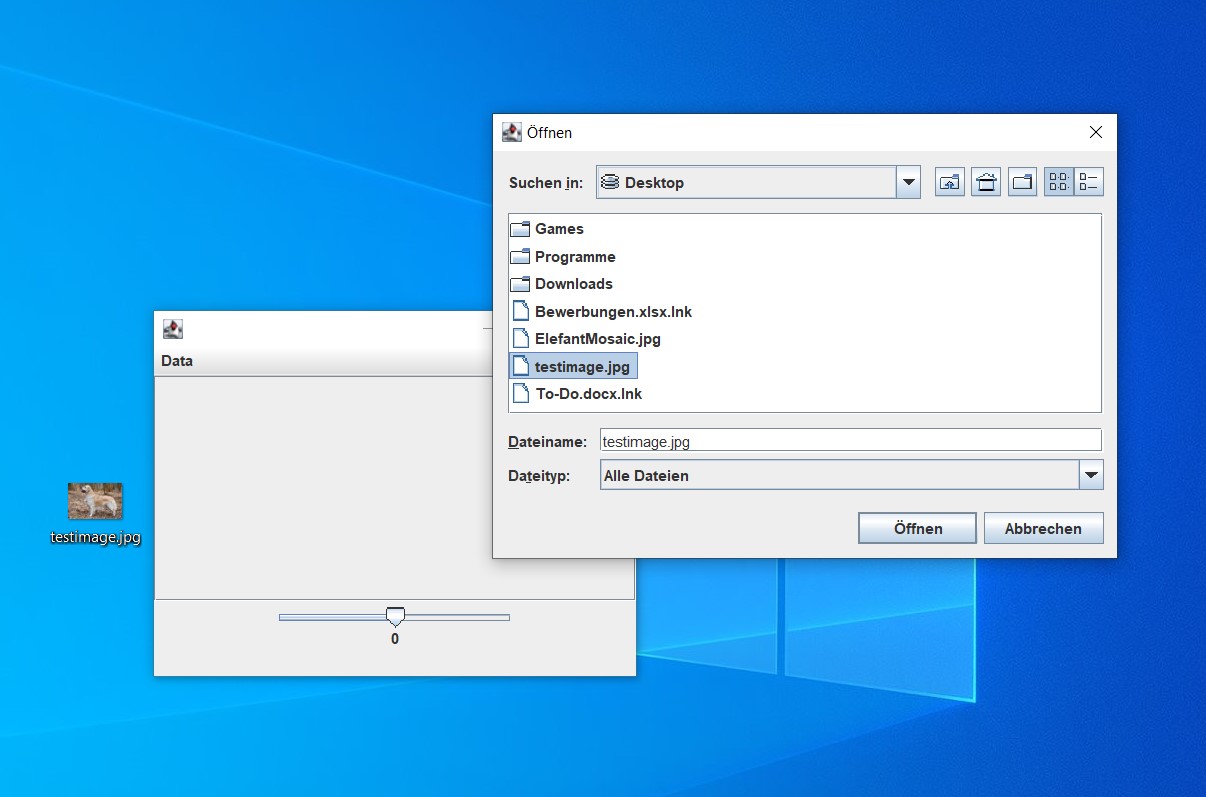 Öffnen
Suchen in: Desktop
Games
Programme
Downloads
Bewerbungen.xlsx.lnk
ElefantMosaic.jpg
testimage.jpg
To-Do.docx.lnk
Dateiname: testimage.jpg
Dateityp: Alle Dateien
Öffnen Abbrechen
Data
0
testimage.jpg